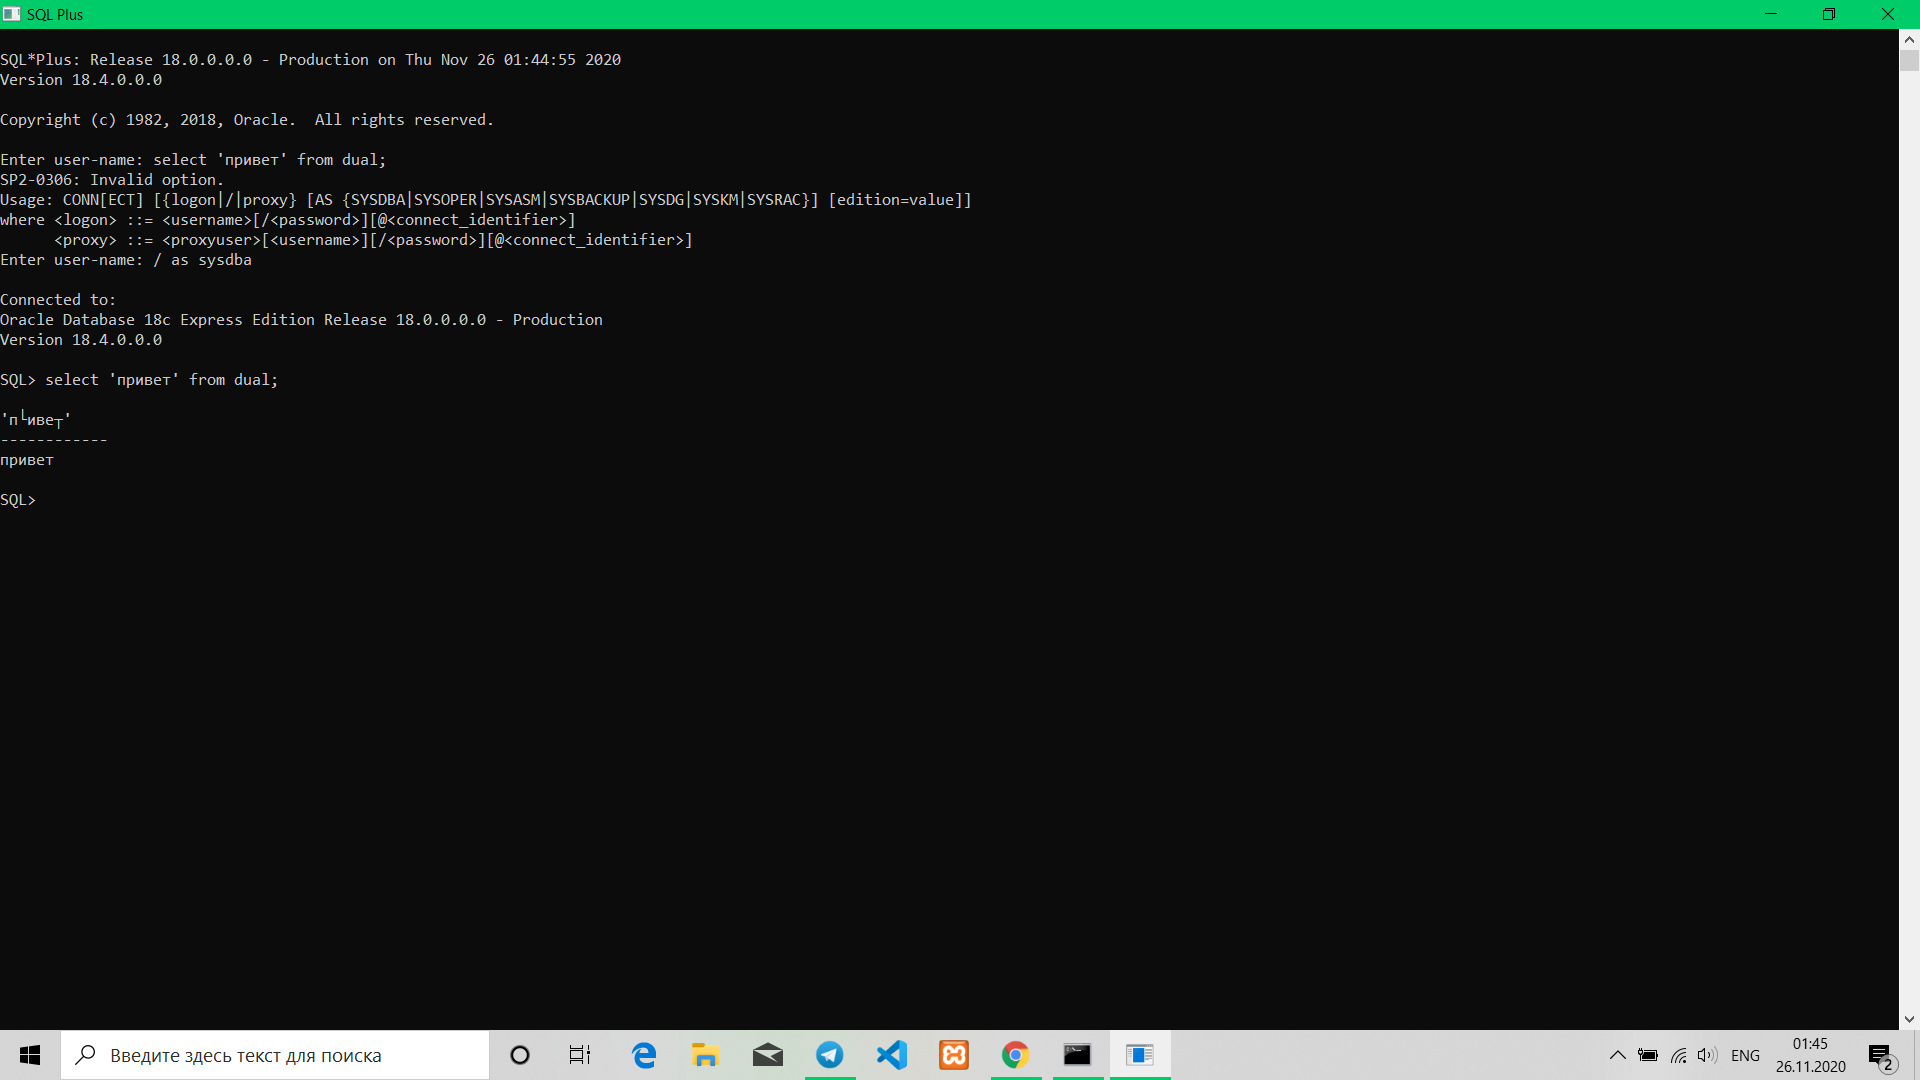 SQL Plus
SQL*Plus: Release 18.0.0.0.0 - Production on Thu Nov 26 01:44:55 2020
Version 18.4.0.0.0
Copyright (c) 1982, 2018, Oracle.  All rights reserved.
Enter user-name: select 'привет' from dual;
SP2-0306: Invalid option.
Usage: CONN[ECT] [{logon|/|proxy} [AS {SYSDBA|SYSOPER|SYSASM|SYSBACKUP|SYSDG|SYSKM|SYSRAC}] [edition=value]]
where <logon> ::= <username>[/<password>][@<connect_identifier>]
      <proxy> ::= <proxyuser>[<username>][/<password>][@<connect_identifier>]
Enter user-name: / as sysdba
Connected to:
Oracle Database 18c Express Edition Release 18.0.0.0.0 - Production
Version 18.4.0.0.0
SQL> select 'привет' from dual;
'п└иве┬'
------------
привет
SQL>
Введите здесь текст для поиска
ENG
01:45
26.11.2020
2